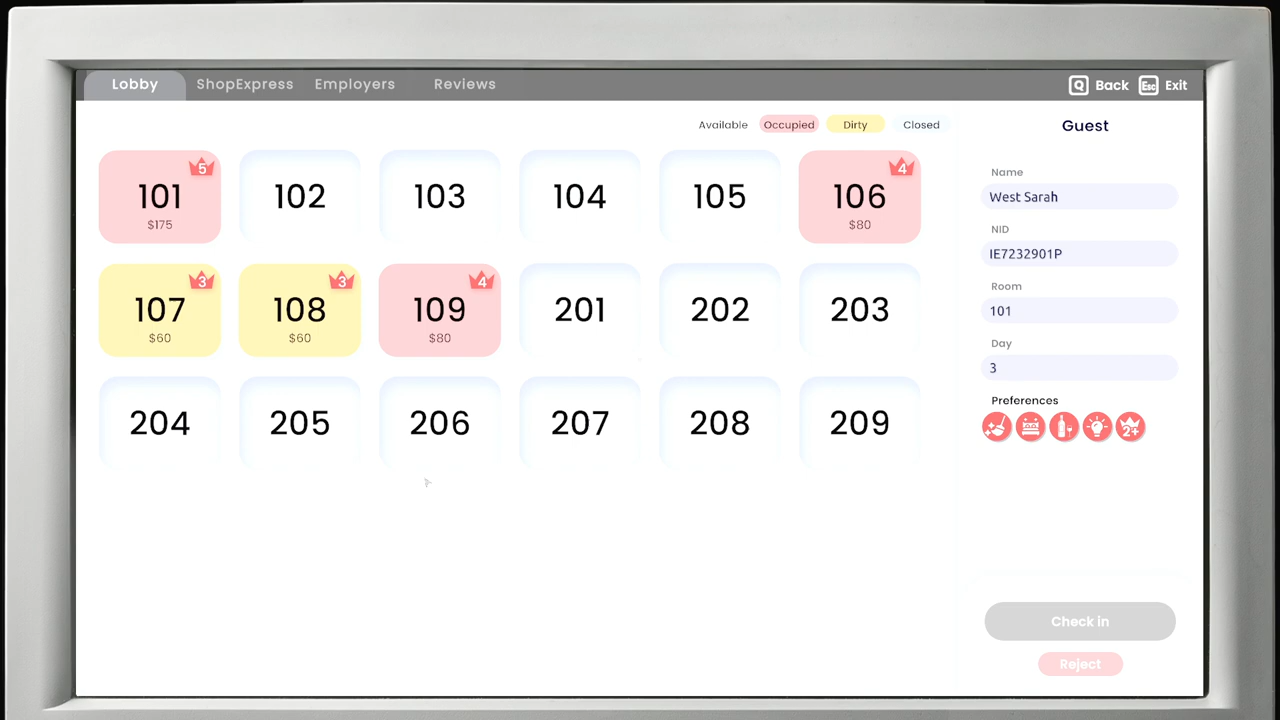 Lobby ShopExpress Employers Reviews Q Back Esc Exit
Available Occupied Dirty Closed
Guest
5
101
$175
102
103
104
105
4
106
$80
3
107
$60
3
108
$60
4
109
$80
201
202
203
204
205
206
207
208
209
Name
West Sarah
NID
IE7232901P
Room
101
Day
3
Preferences
2+
Check in
Reject